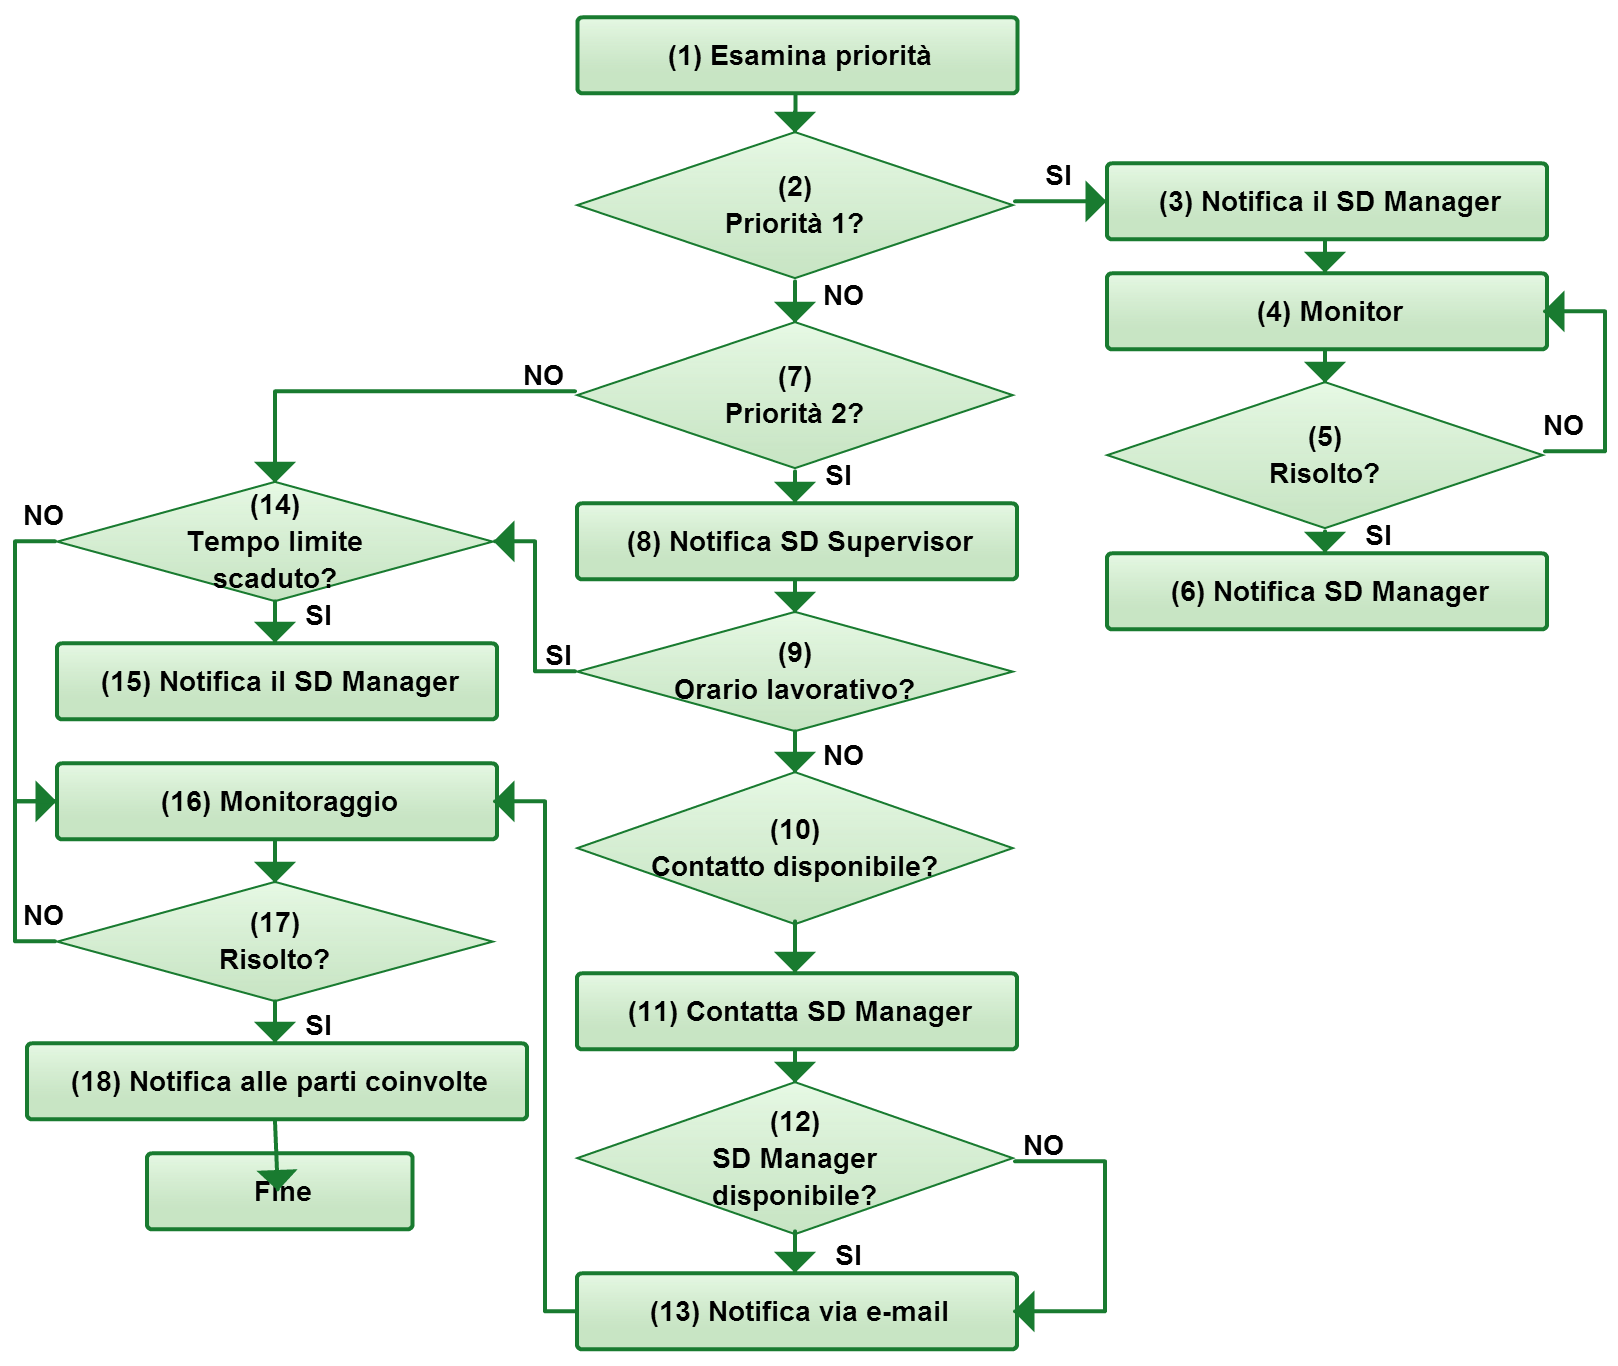 (1) Esamina priorità
(2)
Priorità 1?
SI
(3) Notifica il SD Manager
NO
(4) Monitor
(5)
Risolto?
NO
SI
(6) Notifica SD Manager
(7)
Priorità 2?
NO
SI
(8) Notifica SD Supervisor
(9)
Orario lavorativo?
SI
NO
(10)
Contatto disponibile?
(11) Contatta SD Manager
(12)
SD Manager
disponibile?
NO
SI
(13) Notifica via e-mail
(14)
Tempo limite
scaduto?
NO
SI
(15) Notifica il SD Manager
(16) Monitoraggio
(17)
Risolto?
NO
SI
(18) Notifica alle parti coinvolte
Fine